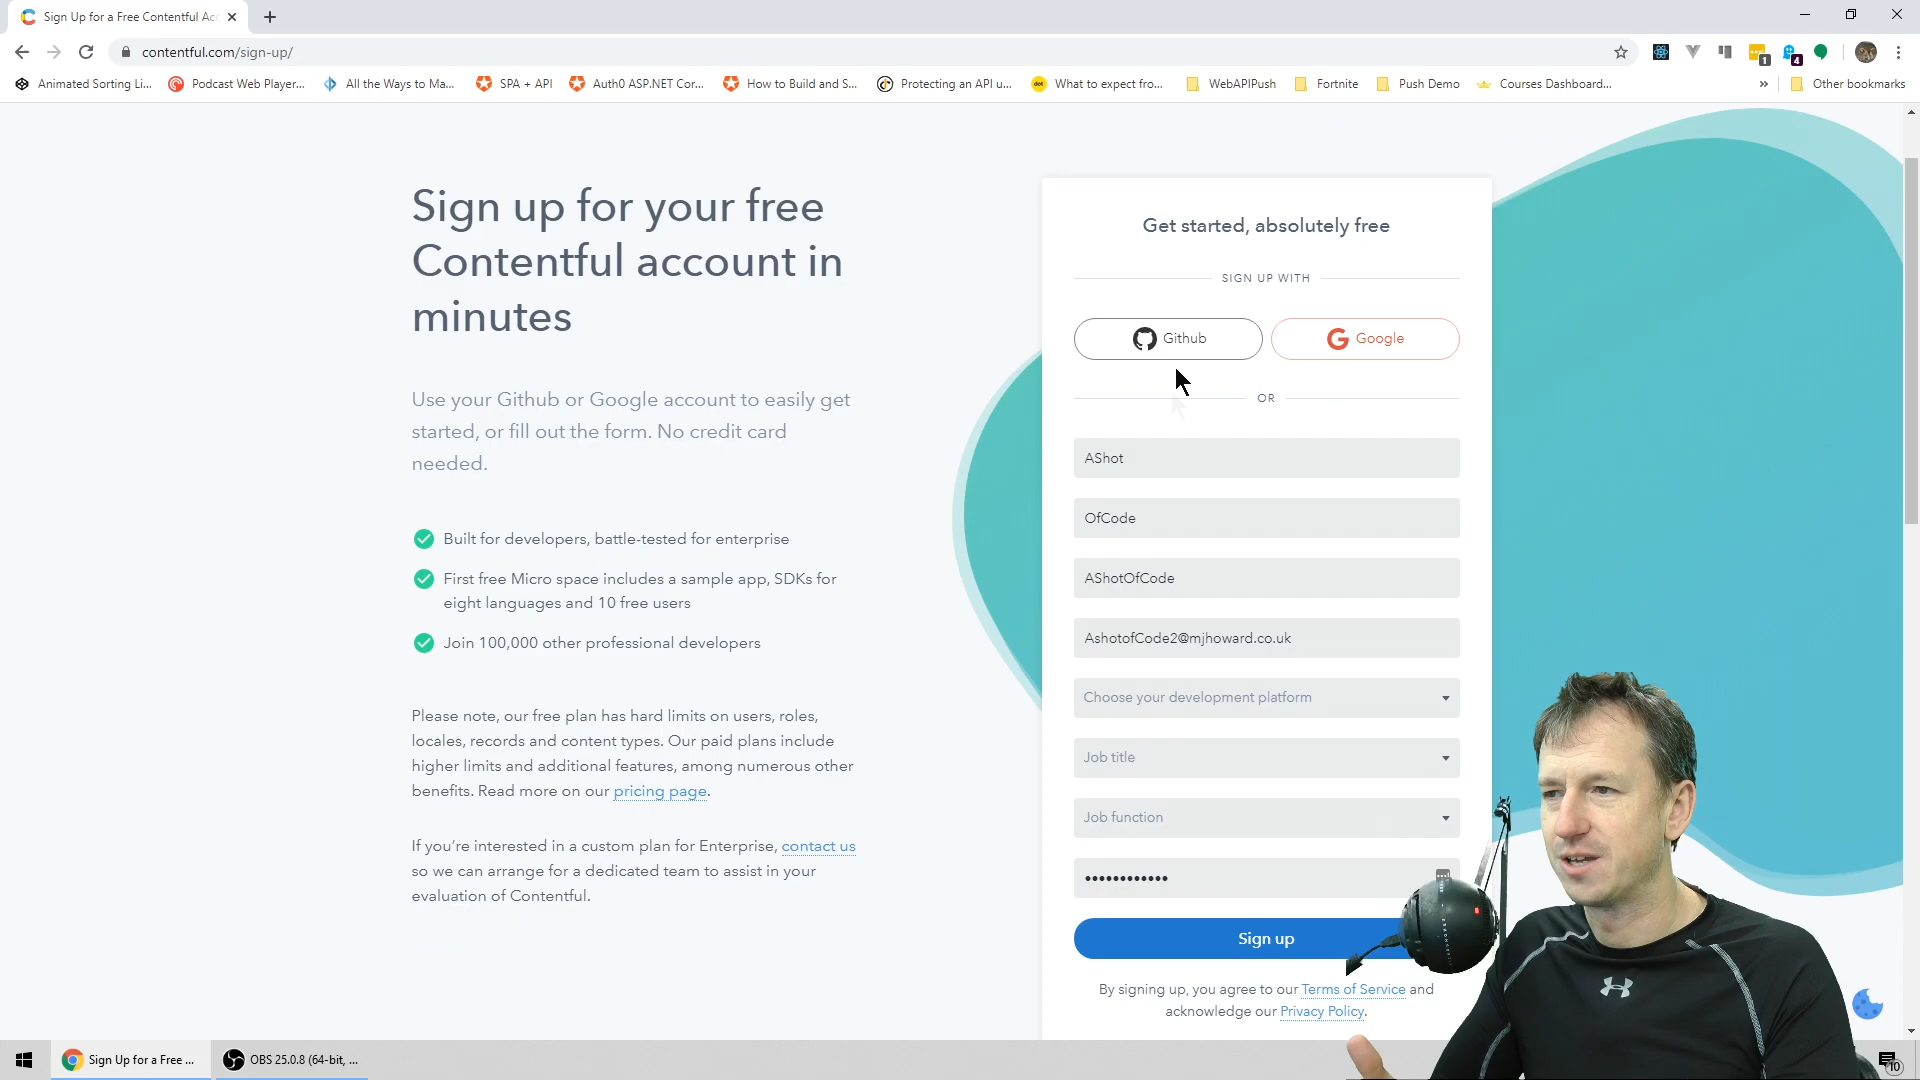 Sign Up for a Free Contentful Acc
contentful.com/sign-up/
1
4
Animated Sorting Li...
Podcast Web Player...
All the Ways to Ma...
SPA + API
Auth0 ASP.NET Cor...
How to Build and S...
Protecting an API u...
What to expect fro...
WebAPIPush
Fortnite
Push Demo
Courses Dashboard...
»
Other bookmarks
Sign up for your free
Contentful account in
minutes
Use your Github or Google account to easily get
started, or fill out the form. No credit card
needed.
Built for developers, battle-tested for enterprise
First free Micro space includes a sample app, SDKs for
eight languages and 10 free users
Join 100,000 other professional developers
Please note, our free plan has hard limits on users, roles,
locales, records and content types. Our paid plans include
higher limits and additional features, among numerous other
benefits. Read more on our pricing page.
If you're interested in a custom plan for Enterprise, contact us
so we can arrange for a dedicated team to assist in your
evaluation of Contentful.
Get started, absolutely free
SIGN UP WITH
Github
Google
OR
AShot
OfCode
AShotOfCode
AshotofCode2@mjhoward.co.uk
Choose your development platform
Job title
Job function
••••••••••••
Sign up
By signing up, you agree to our Terms of Service and
acknowledge our Privacy Policy.
Sign Up for a Free ...
OBS 25.0.8 (64-bit, ...
10